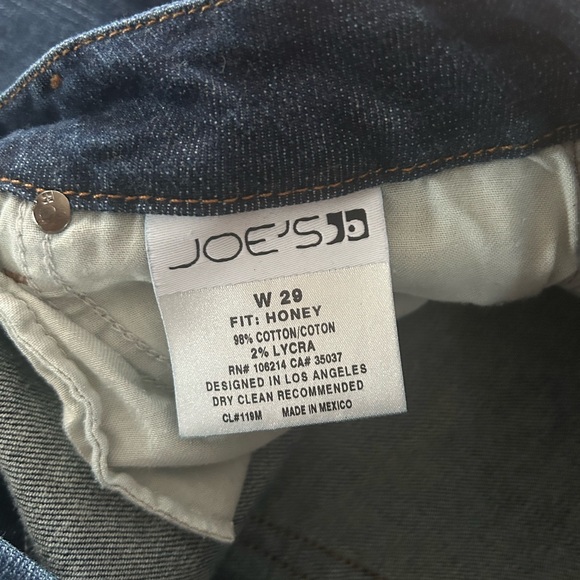 JOE'S
W 29
FIT: HONEY
98% COTTON/COTON
2% LYCRA
RN# 106214 CA# 35037
DESIGNED IN LOS ANGELES
DRY CLEAN RECOMMENDED
CL#119M MADE IN MEXICO